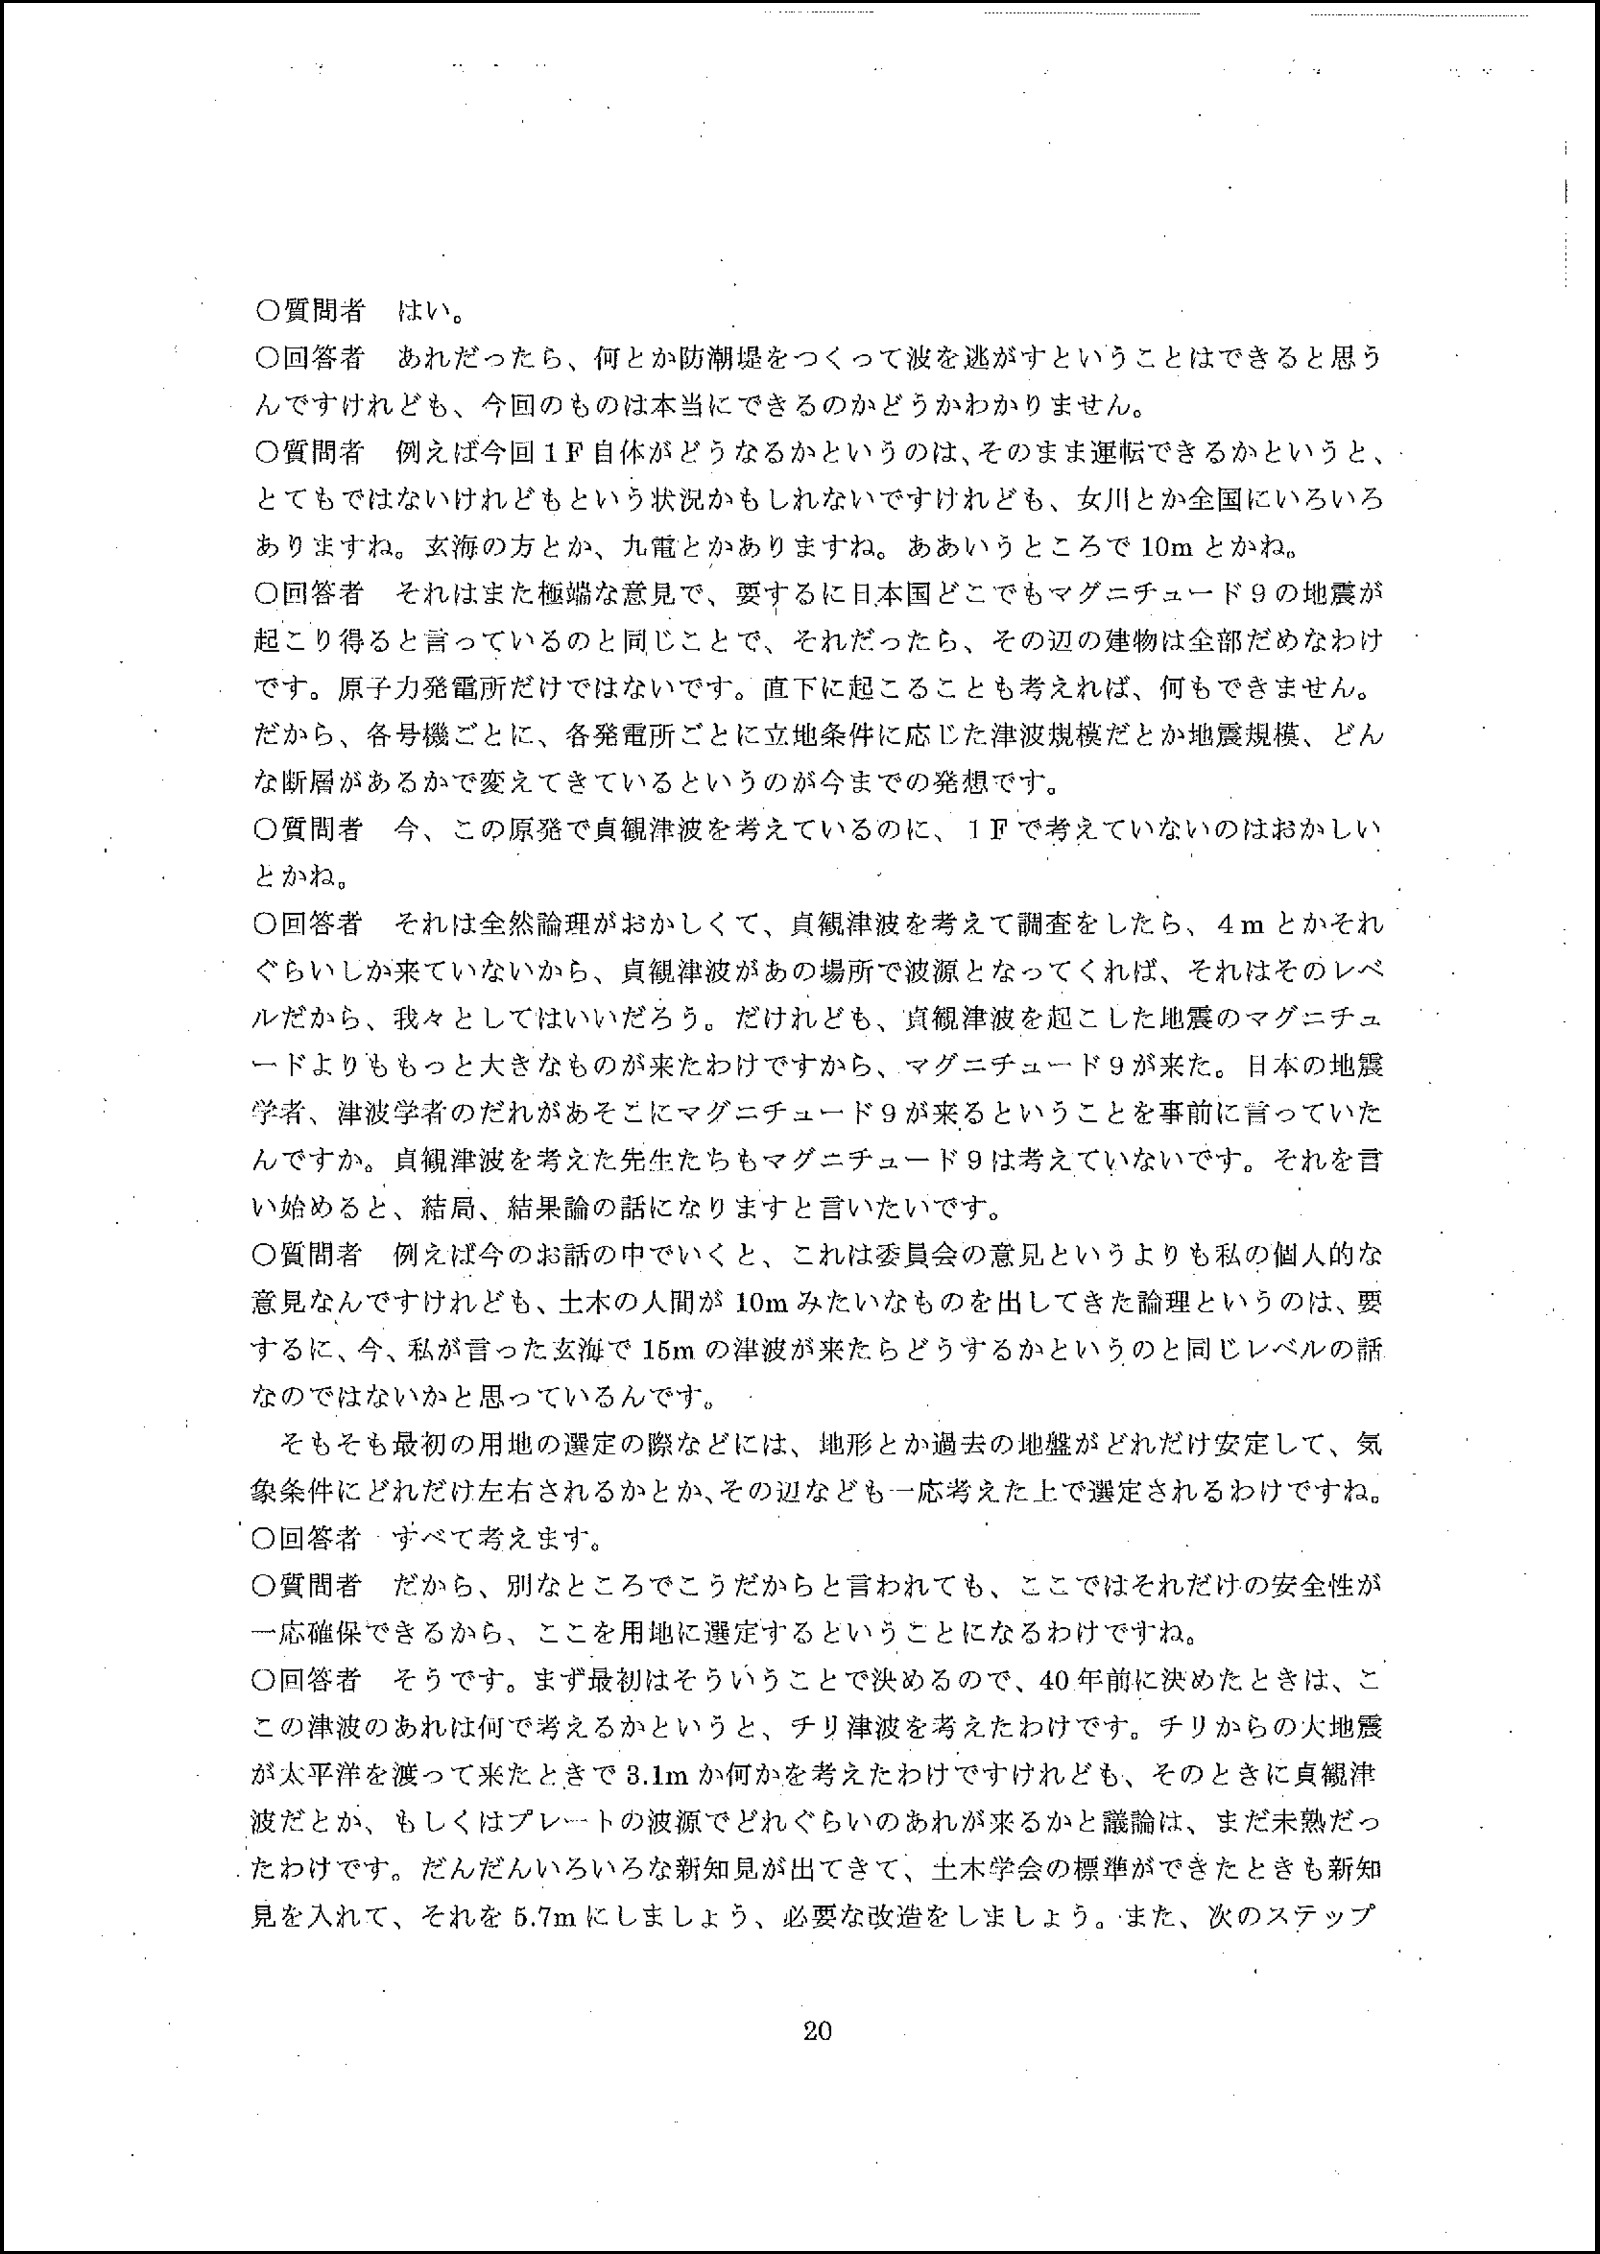 ○質問者　はい。
○回答者　あれだったら、何とか防潮堤をつくって波を逃がすということはできると思う
んですけれども、今回のものは本当にできるのかどうかわかりません。
○質問者　例えば今回１Ｆ自体がどうなるかというのは、そのまま運転できるかというと、
とてもではないけれどもという状況かもしれないですけれども、女川とか全国にいろいろ
ありますね。玄海の方とか、九電とかありますね。ああいうところで 10m とかね。
○回答者　それはまた極端な意見で、要するに日本国どこでもマグニチュード９の地震が
起こり得ると言っているのと同じことで、それだったら、その辺の建物は全部だめなわけ
です。原子力発電所だけではないです。直下に起こることも考えれば、何もできません。
だから、各号機ごとに、各発電所ごとに立地条件に応じた津波規模だとか地震規模、どん
な断層があるかで変えてきているというのが今までの発想です。
○質問者　今、この原発で貞観津波を考えているのに、１Ｆで考えていないのはおかしい
とかね。
○回答者　それは全然論理がおかしくて、貞観津波を考えて調査をしたら、４m とかそれ
ぐらいしか来ていないから、貞観津波があの場所で波源となってくれば、それはそのレベ
ルだから、我々としてはいいだろう。だけれども、貞観津波を起こした地震のマグニチュ
ードよりももっと大きなものが来たわけですから、マグニチュード９が来た。日本の地震
学者、津波学者のだれがあそこにマグニチュード９が来るということを事前に言っていた
んですか。貞観津波を考えた先生たちもマグニチュード９は考えていないです。それを言
い始めると、結局、結果論の話になりますと言いたいです。
○質問者　例えば今のお話の中でいくと、これは委員会の意見というよりも私の個人的な
意見なんですけれども、土木の人間が 10m みたいなものを出してきた論理というのは、要
するに、今、私が言った玄海で 15m の津波が来たらどうするかというのと同じレベルの話
なのではないかと思っているんです。
　そもそも最初の用地の選定の際などには、地形とか過去の地盤がどれだけ安定して、気
象条件にどれだけ左右されるかとか、その辺なども一応考えた上で選定されるわけですね。
○回答者　すべて考えます。
○質問者　だから、別なところでこうだからと言われても、ここではそれだけの安全性が
一応確保できるから、ここを用地に選定するということになるわけですね。
○回答者　そうです。まず最初はそういうことで決めるので、40 年前に決めたときは、こ
この津波のあれは何で考えるかというと、チリ津波を考えたわけです。チリからの大地震
が太平洋を渡って来たときで 3.1m か何かを考えたわけですけれども、そのときに貞観津
波だとか、もしくはプレートの波源でどれぐらいのあれが来るかと議論は、まだ未熟だっ
たわけです。だんだんいろいろな新知見が出てきて、土木学会の標準ができたときも新知
見を入れて、それを 5.7m にしましょう、必要な改造をしましょう。また、次のステップ
20